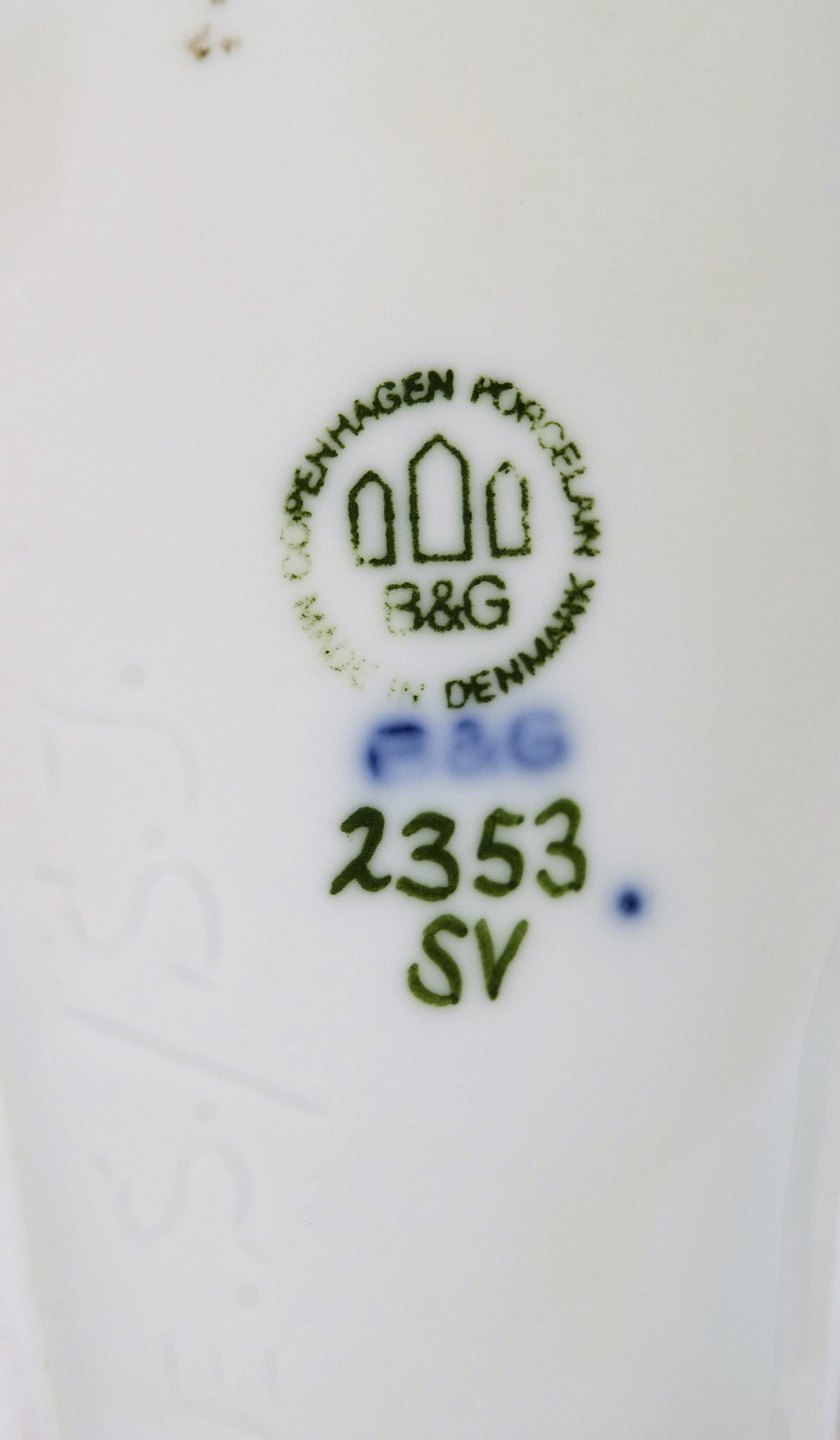 COPENHAGEN PORCELAIN
MADE IN DENMARK
B&G
B&G
2353.
SV